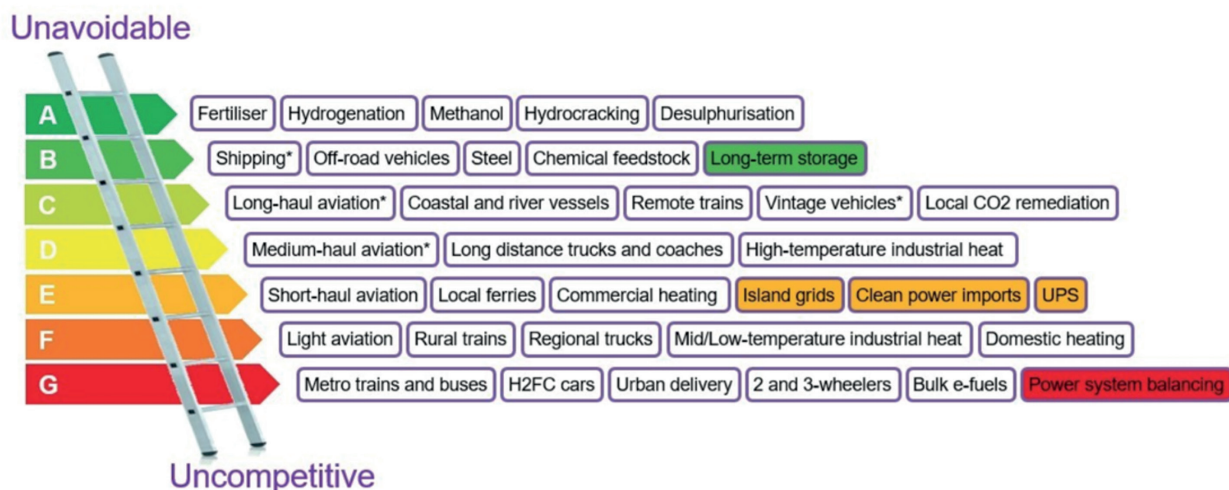 Unavoidable
A Fertiliser Hydrogenation Methanol Hydrocracking Desulphurisation
B Shipping* Off-road vehicles Steel Chemical feedstock Long-term storage
C Long-haul aviation* Coastal and river vessels Remote trains Vintage vehicles* Local CO2 remediation
D Medium-haul aviation* Long distance trucks and coaches High-temperature industrial heat
E Short-haul aviation Local ferries Commercial heating Island grids Clean power imports UPS
F Light aviation Rural trains Regional trucks Mid/Low-temperature industrial heat Domestic heating
G Metro trains and buses H2FC cars Urban delivery 2 and 3-wheelers Bulk e-fuels Power system balancing
Uncompetitive